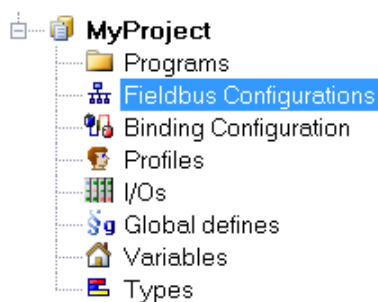 MyProject
Programs
Fieldbus Configurations
Binding Configuration
Profiles
I/Os
§g Global defines
Variables
Types